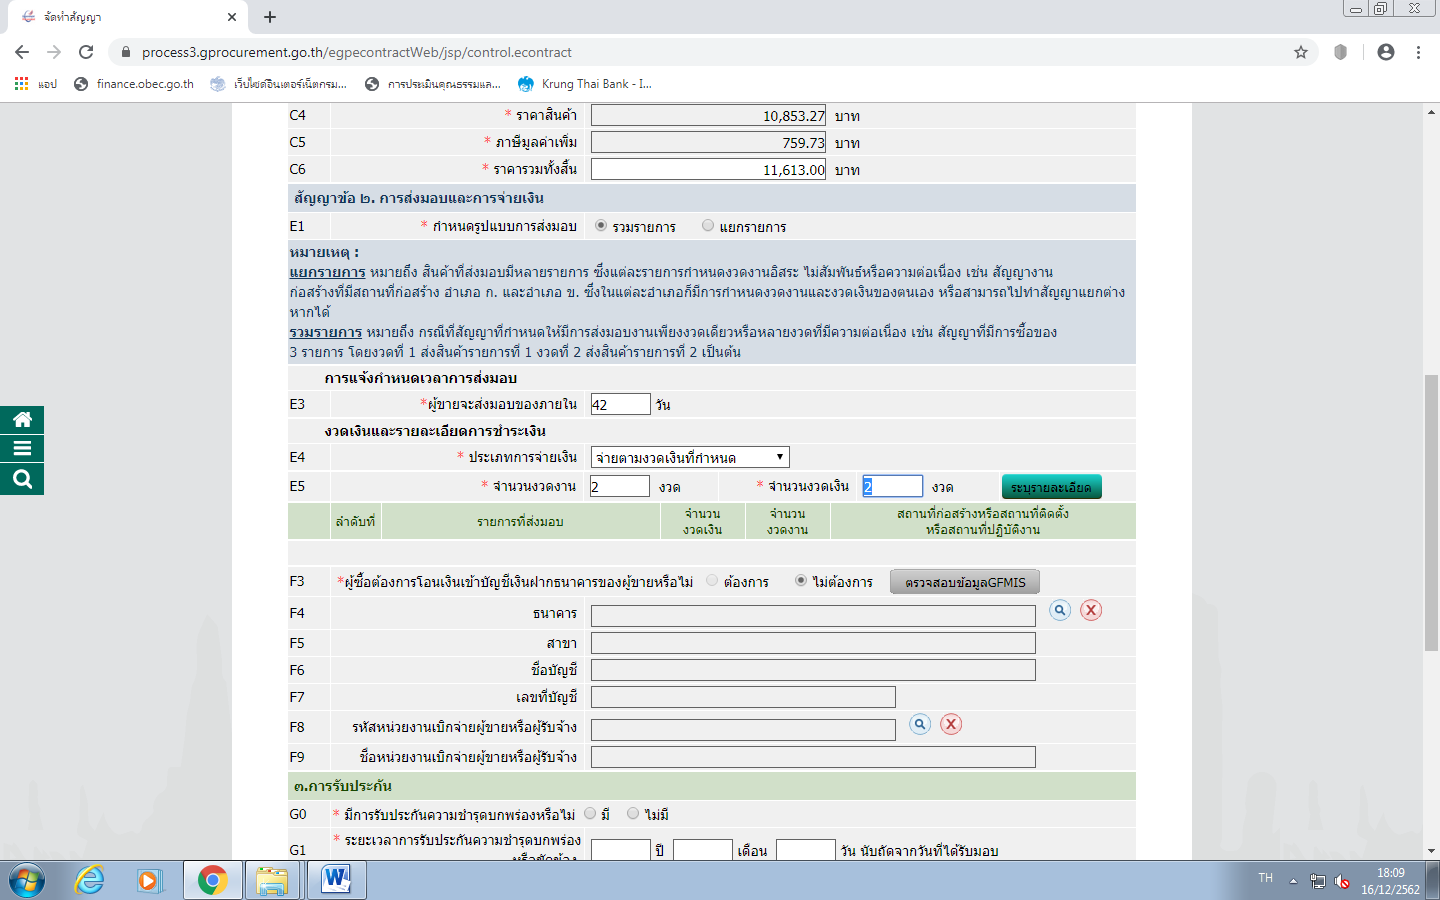 จัดทำสัญญา
process3.gprocurement.go.th/egpecontractWeb/jsp/control.econtract
แอป finance.obec.go.th เว็บไซต์อินเตอร์เน็ตกรม... การประเมินคุณธรรมแล... Krung Thai Bank - I...
C4 * ราคาสินค้า 10,853.27 บาท
C5 * ภาษีมูลค่าเพิ่ม 759.73 บาท
C6 * ราคารวมทั้งสิ้น 11,613.00 บาท
สัญญาข้อ ๒. การส่งมอบและการจ่ายเงิน
E1 * กำหนดรูปแบบการส่งมอบ รวมรายการ แยกรายการ
หมายเหตุ :
แยกรายการ หมายถึง สินค้าที่ส่งมอบมีหลายรายการ ซึ่งแต่ละรายการกำหนดงวดงานอิสระ ไม่สัมพันธ์หรือความต่อเนื่อง เช่น สัญญางาน
ก่อสร้างที่มีสถานที่ก่อสร้าง อำเภอ ก. และอำเภอ ข. ซึ่งในแต่ละอำเภอก็มีการกำหนดงวดงานและงวดเงินของตนเอง หรือสามารถไปทำสัญญาแยกต่าง
หากได้
รวมรายการ หมายถึง กรณีที่สัญญาที่กำหนดให้มีการส่งมอบงานเพียงงวดเดียวหรือหลายงวดที่มีความต่อเนื่อง เช่น สัญญาที่มีการซื้อของ
3 รายการ โดยงวดที่ 1 ส่งสินค้ารายการที่ 1 งวดที่ 2 ส่งสินค้ารายการที่ 2 เป็นต้น
การแจ้งกำหนดเวลาการส่งมอบ
E3 *ผู้ขายจะส่งมอบของภายใน 42 วัน
งวดเงินและรายละเอียดการชำระเงิน
E4 * ประเภทการจ่ายเงิน จ่ายตามงวดเงินที่กำหนด
E5 * จำนวนงวดงาน 2 งวด * จำนวนงวดเงิน 2 งวด ระบุรายละเอียด
ลำดับที่ รายการที่ส่งมอบ จำนวน จำนวน สถานที่ก่อสร้างหรือสถานที่ติดตั้ง
งวดเงิน งวดงาน หรือสถานที่ปฏิบัติงาน
F3 *ผู้ซื้อต้องการโอนเงินเข้าบัญชีเงินฝากธนาคารของผู้ขายหรือไม่ ต้องการ ไม่ต้องการ ตรวจสอบข้อมูลGFMIS
F4 ธนาคาร
F5 สาขา
F6 ชื่อบัญชี
F7 เลขที่บัญชี
F8 รหัสหน่วยงานเบิกจ่ายผู้ขายหรือผู้รับจ้าง
F9 ชื่อหน่วยงานเบิกจ่ายผู้ขายหรือผู้รับจ้าง
๓.การรับประกัน
G0 * มีการรับประกันความชำรุดบกพร่องหรือไม่ มี ไม่มี
G1 * ระยะเวลาการรับประกันความชำรุดบกพร่อง ปี เดือน วัน นับถัดจากวันที่ได้รับมอบ
TH 18:09
16/12/2562